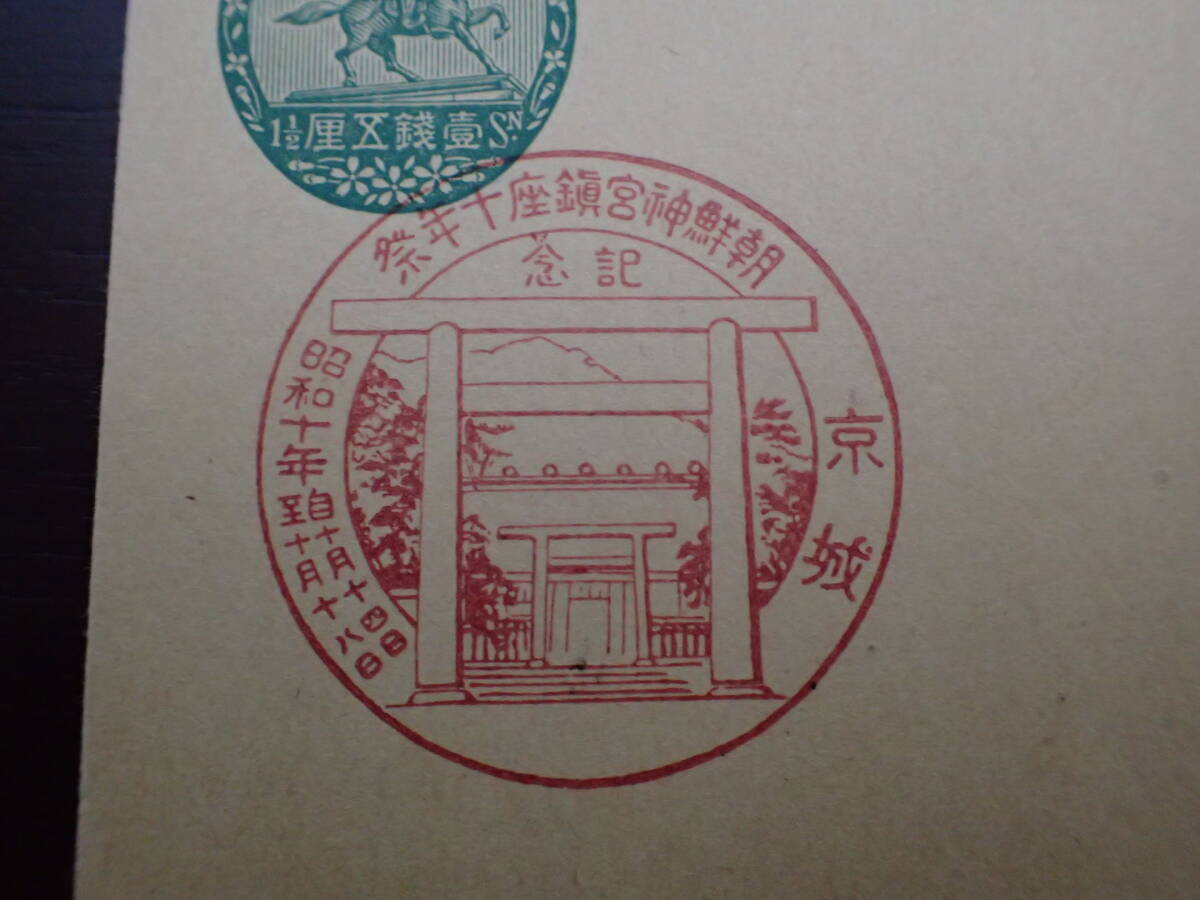 1½ 厘五錢壹 Sn.
朝鮮神宮鎮座十年祭
記念
京城
昭和十年
自十月十四日
至十月十八日